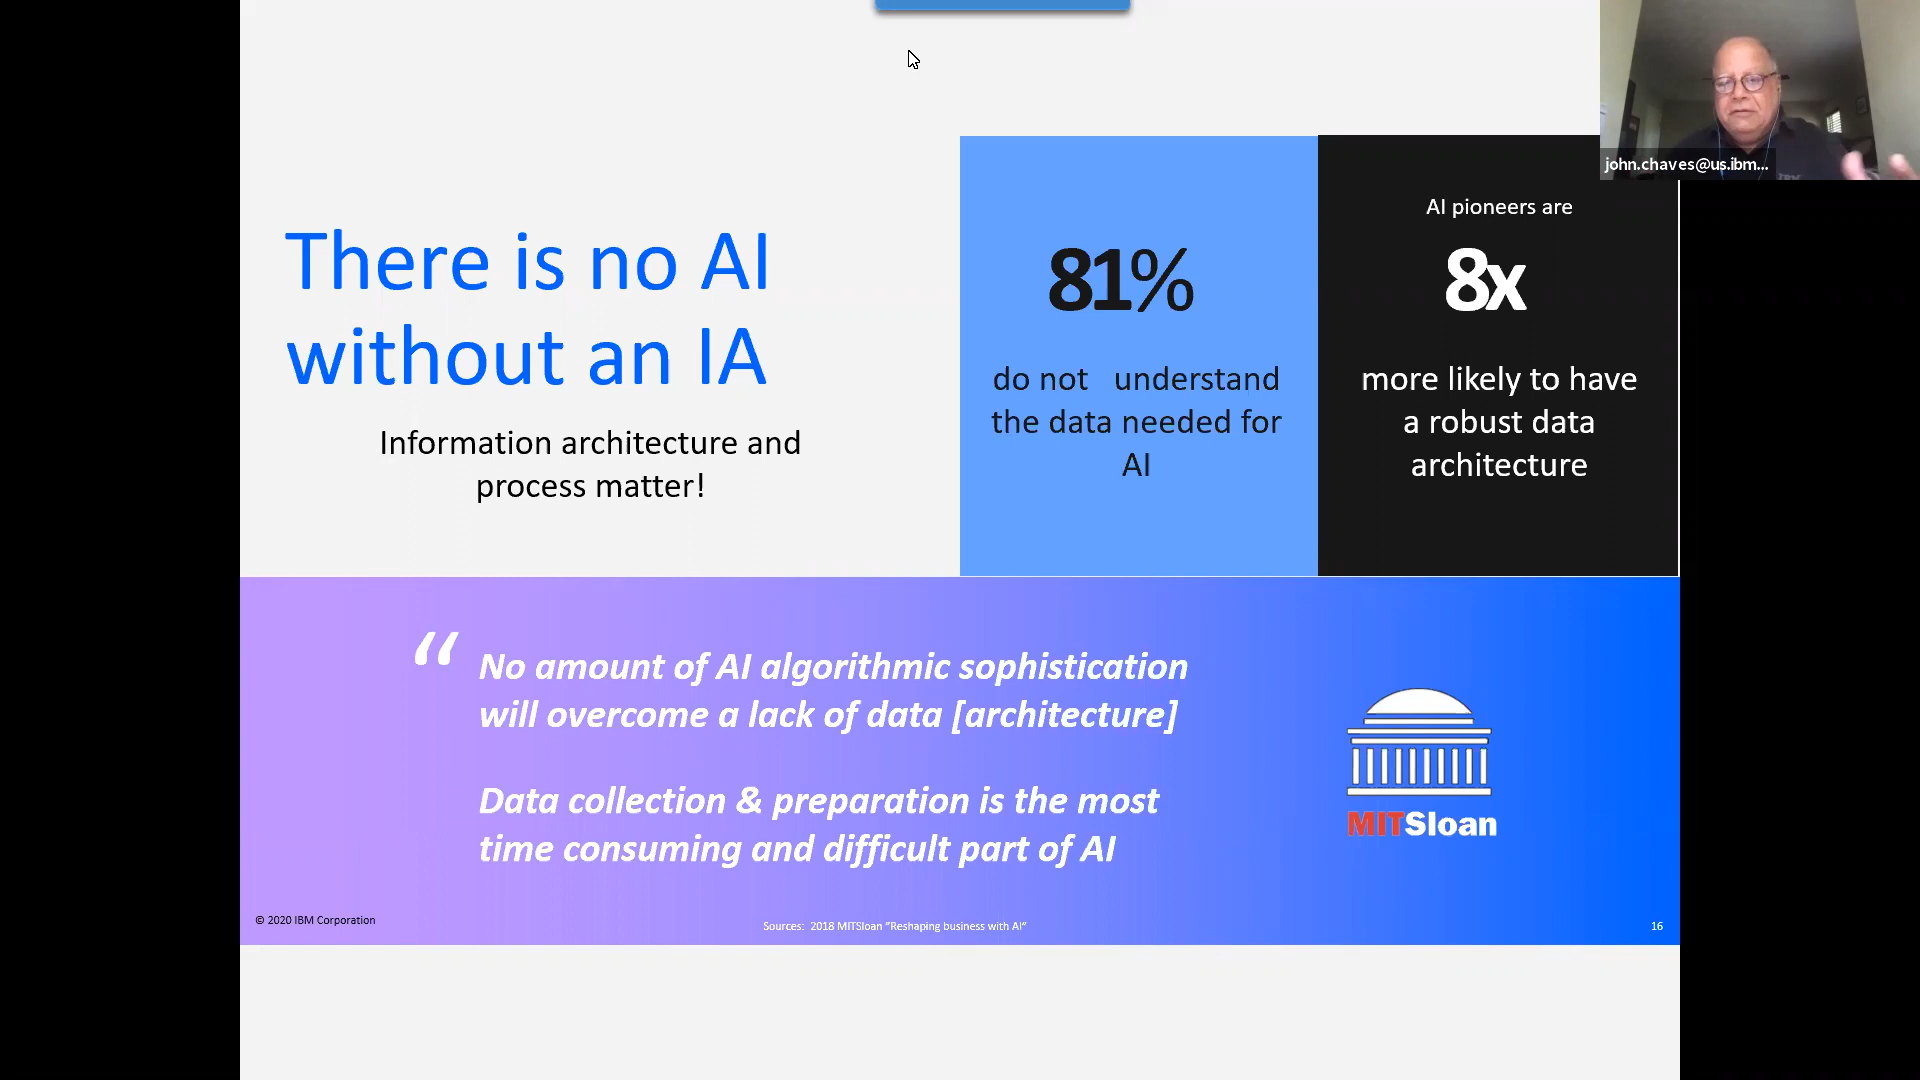 There is no AI
without an IA
Information architecture and
process matter!
81%
do not understand
the data needed for
AI
AI pioneers are
8x
more likely to have
a robust data
architecture
john.chaves@us.ibm...
“
No amount of AI algorithmic sophistication
will overcome a lack of data [architecture]
Data collection & preparation is the most
time consuming and difficult part of AI
MITSloan
© 2020 IBM Corporation
Sources: 2018 MITSloan “Reshaping business with AI”
16